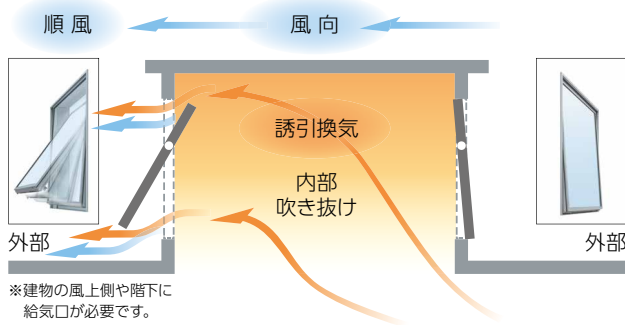 順風
風向
誘引換気
内部
吹き抜け
外部
外部
※建物の風上側や階下に
給気口が必要です。